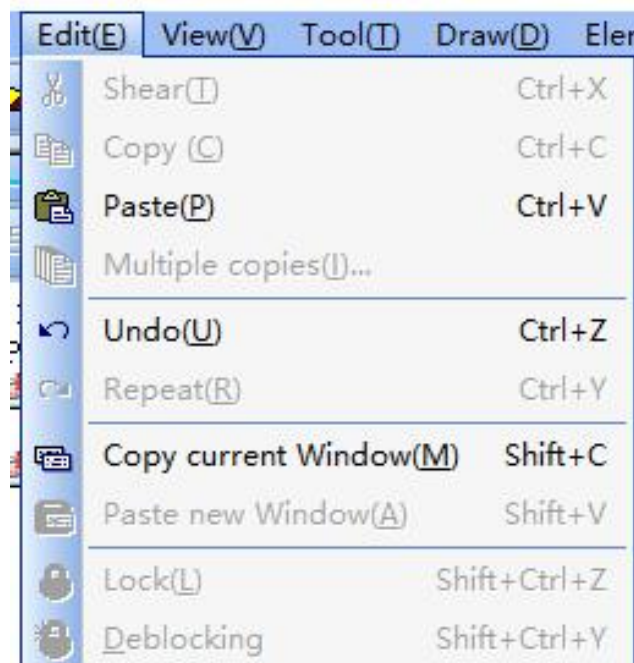 Edit(E) View(V) Tool(T) Draw(D)
Shear(T) Ctrl+X
Copy (C) Ctrl+C
Paste(P) Ctrl+V
Multiple copies(I)...
Undo(U) Ctrl+Z
Repeat(R) Ctrl+Y
Copy current Window(M) Shift+C
Paste new Window(A) Shift+V
Lock(L) Shift+Ctrl+Z
Deblocking Shift+Ctrl+Y